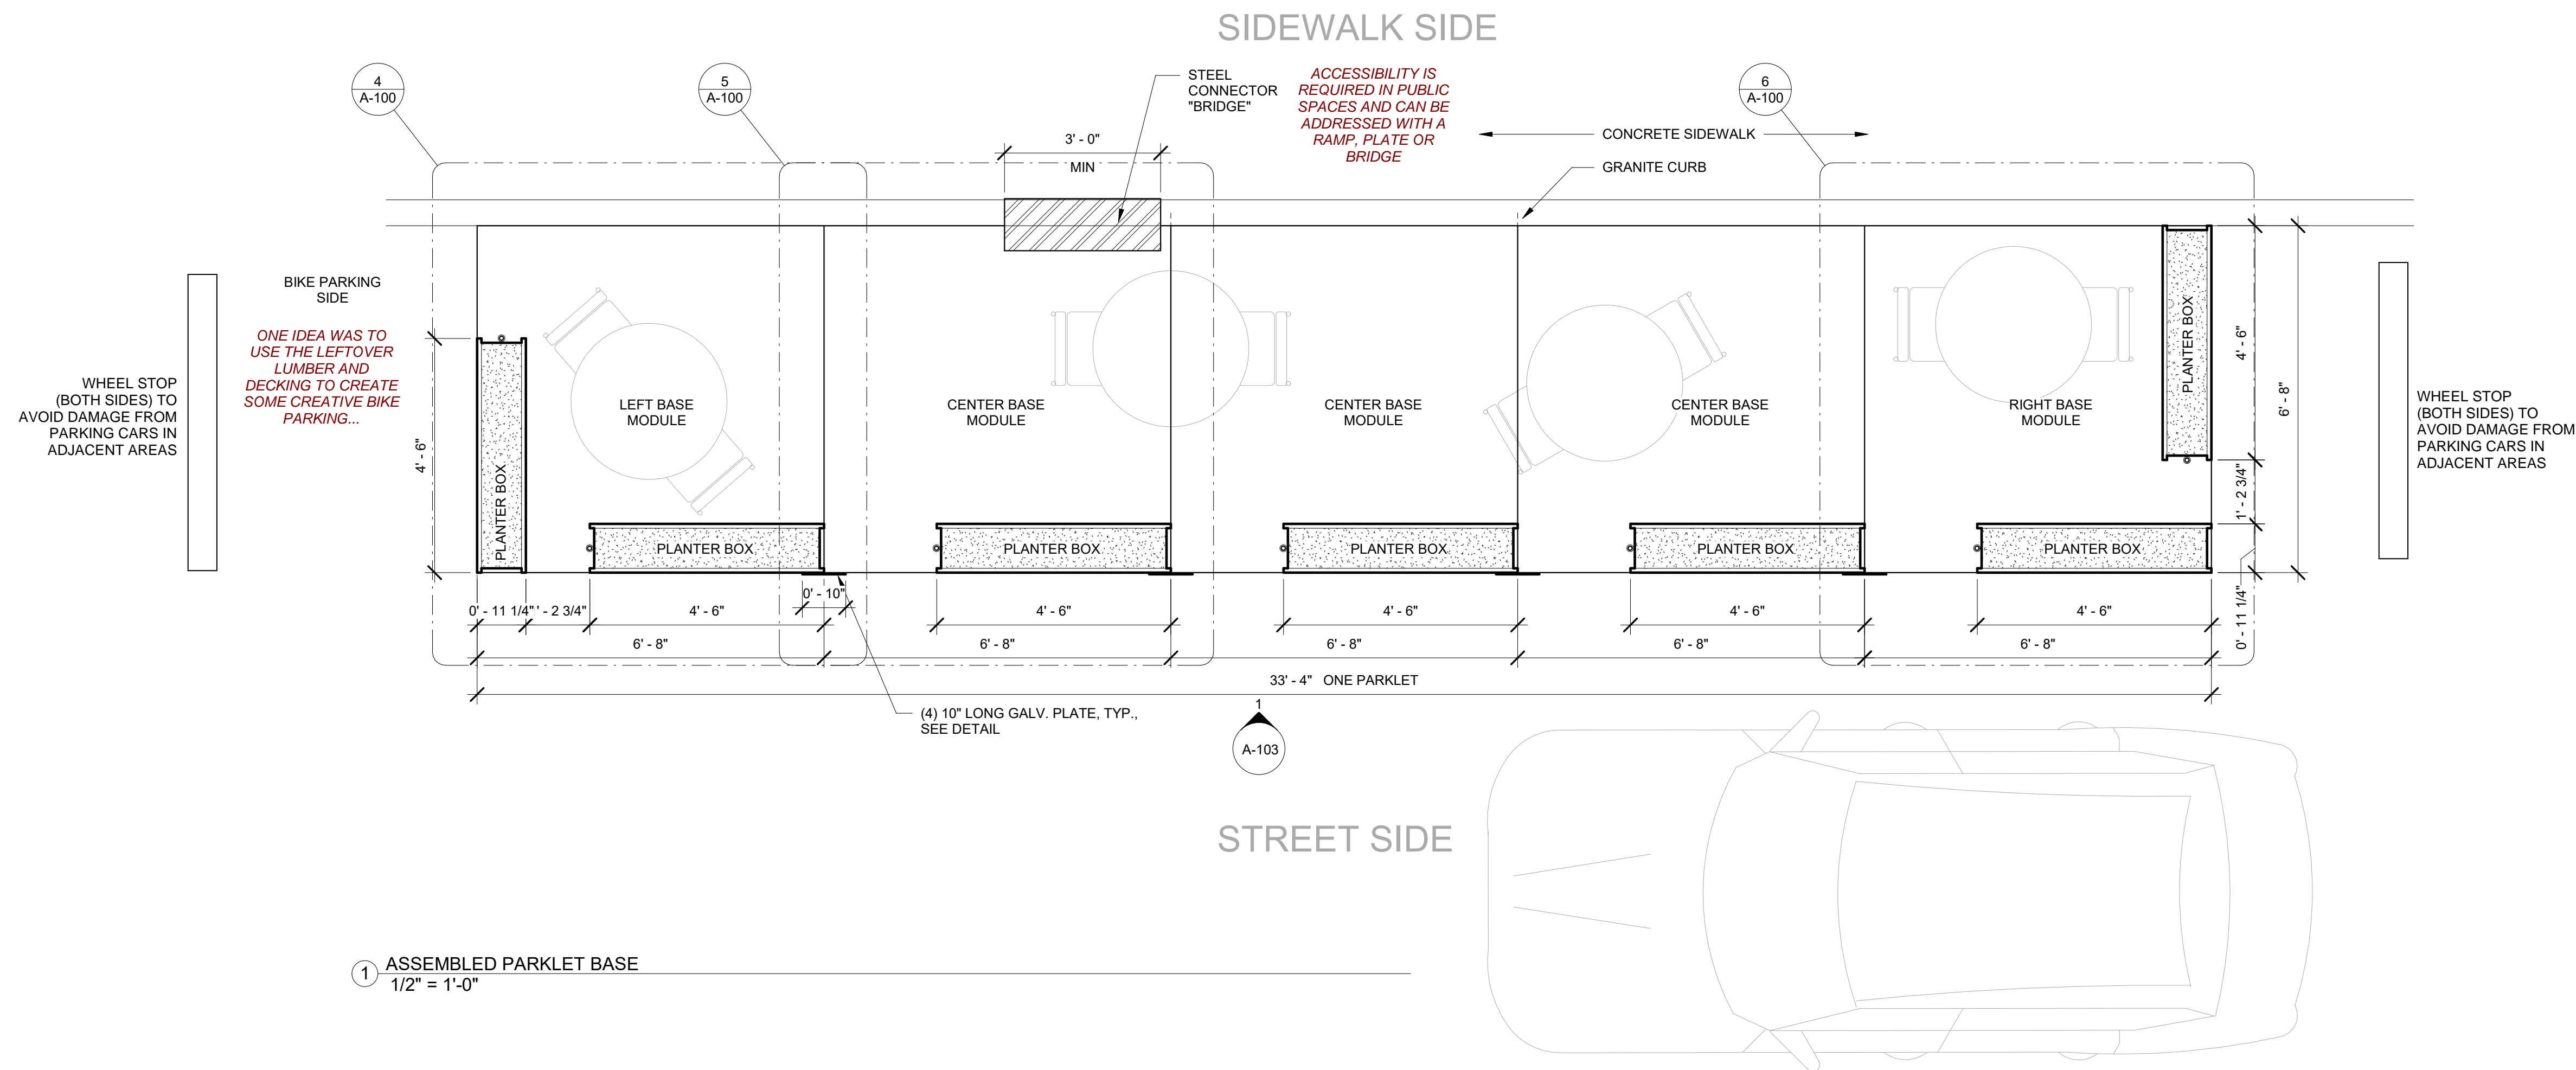 SIDEWALK SIDE
4
A-100
5
A-100
STEEL
CONNECTOR
"BRIDGE"
ACCESSIBILITY IS
REQUIRED IN PUBLIC
SPACES AND CAN BE
ADDRESSED WITH A
RAMP, PLATE OR
BRIDGE
6
A-100
CONCRETE SIDEWALK
GRANITE CURB
3' - 0"
MIN
BIKE PARKING
SIDE
ONE IDEA WAS TO
USE THE LEFTOVER
LUMBER AND
DECKING TO CREATE
SOME CREATIVE BIKE
PARKING...
WHEEL STOP
(BOTH SIDES) TO
AVOID DAMAGE FROM
PARKING CARS IN
ADJACENT AREAS
4' - 6"
PLANTER BOX
LEFT BASE
MODULE
CENTER BASE
MODULE
CENTER BASE
MODULE
CENTER BASE
MODULE
RIGHT BASE
MODULE
PLANTER BOX
4' - 6"
6' - 8"
1' - 2 3/4"
0' - 11 1/4"
WHEEL STOP
(BOTH SIDES) TO
AVOID DAMAGE FROM
PARKING CARS IN
ADJACENT AREAS
PLANTER BOX
PLANTER BOX
PLANTER BOX
PLANTER BOX
PLANTER BOX
0' - 11 1/4"
' - 2 3/4"
4' - 6"
0' - 10"
4' - 6"
4' - 6"
4' - 6"
4' - 6"
6' - 8"
6' - 8"
6' - 8"
6' - 8"
6' - 8"
33' - 4" ONE PARKLET
(4) 10" LONG GALV. PLATE, TYP.,
SEE DETAIL
1
A-103
STREET SIDE
1
ASSEMBLED PARKLET BASE
1/2" = 1'-0"